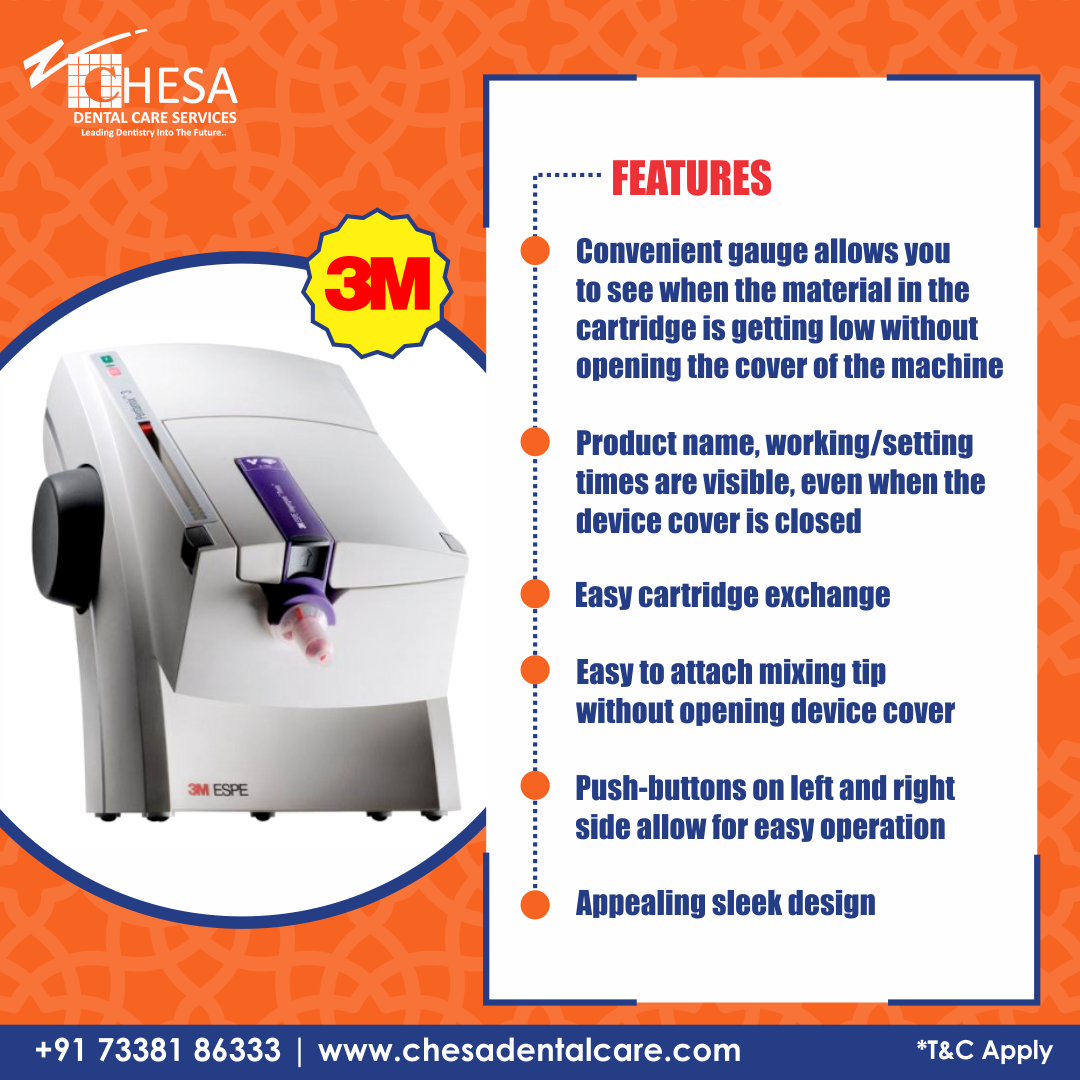 CHESA
DENTAL CARE SERVICES
Leading Dentistry Into The Future..
3M
FEATURES
Convenient gauge allows you
to see when the material in the
cartridge is getting low without
opening the cover of the machine
Product name, working/setting
times are visible, even when the
device cover is closed
Easy cartridge exchange
Easy to attach mixing tip
without opening device cover
Push-buttons on left and right
side allow for easy operation
Appealing sleek design
3M ESPE
+91 73381 86333 | www.chesadentalcare.com
*T&C Apply